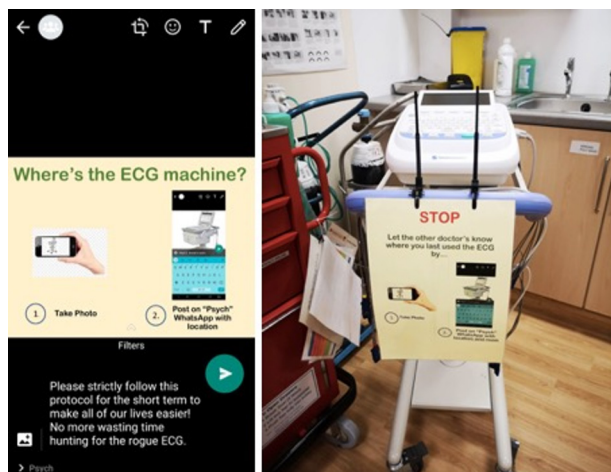 Where's the ECG machine?
1
Take Photo
2.
Post on "Psych"
WhatsApp with
location
Filters
Please strictly follow this
protocol for the short term to
make all of our lives easier!
No more wasting time
hunting for the rogue ECG.
Psych
STOP
Let the other doctor's know
where you last used the ECG
by...
Take Photo
Post on "Psych"
WhatsApp with
location and room